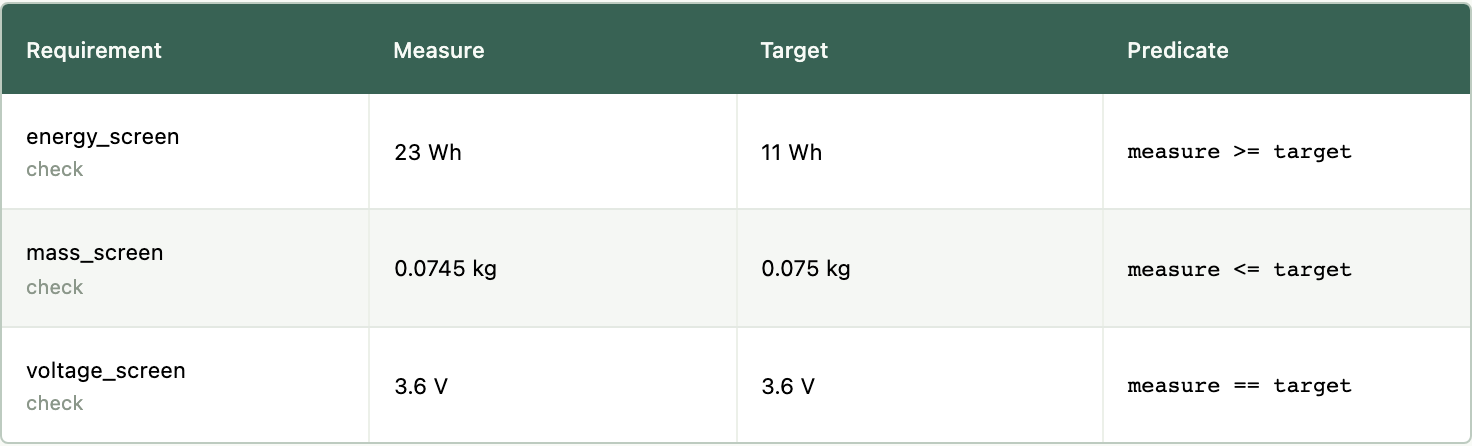 Requirement Measure Target Predicate
energy_screen
check
23 Wh 11 Wh measure >= target
mass_screen
check
0.0745 kg 0.075 kg measure <= target
voltage_screen
check
3.6 V 3.6 V measure == target